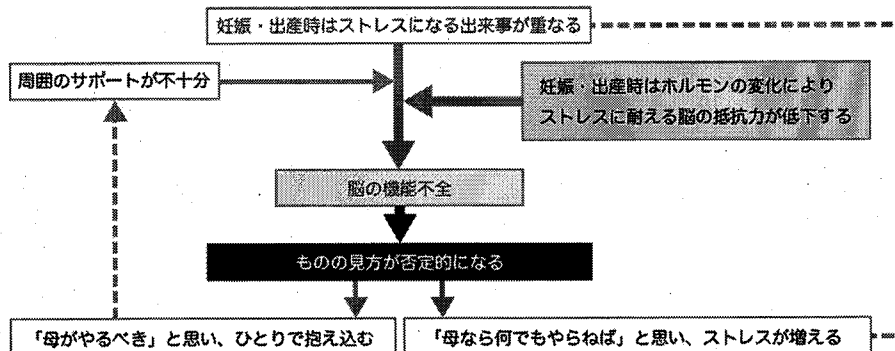 妊娠・出産時はストレスになる出来事が重なる
周囲のサポートが不十分
妊娠・出産時はホルモンの変化により
ストレスに耐える脳の抵抗力が低下する
脳の機能不全
ものの見方が否定的になる
「母がやるべき」と思い、ひとりで抱え込む
「母なら何でもやらねば」と思い、ストレスが増える